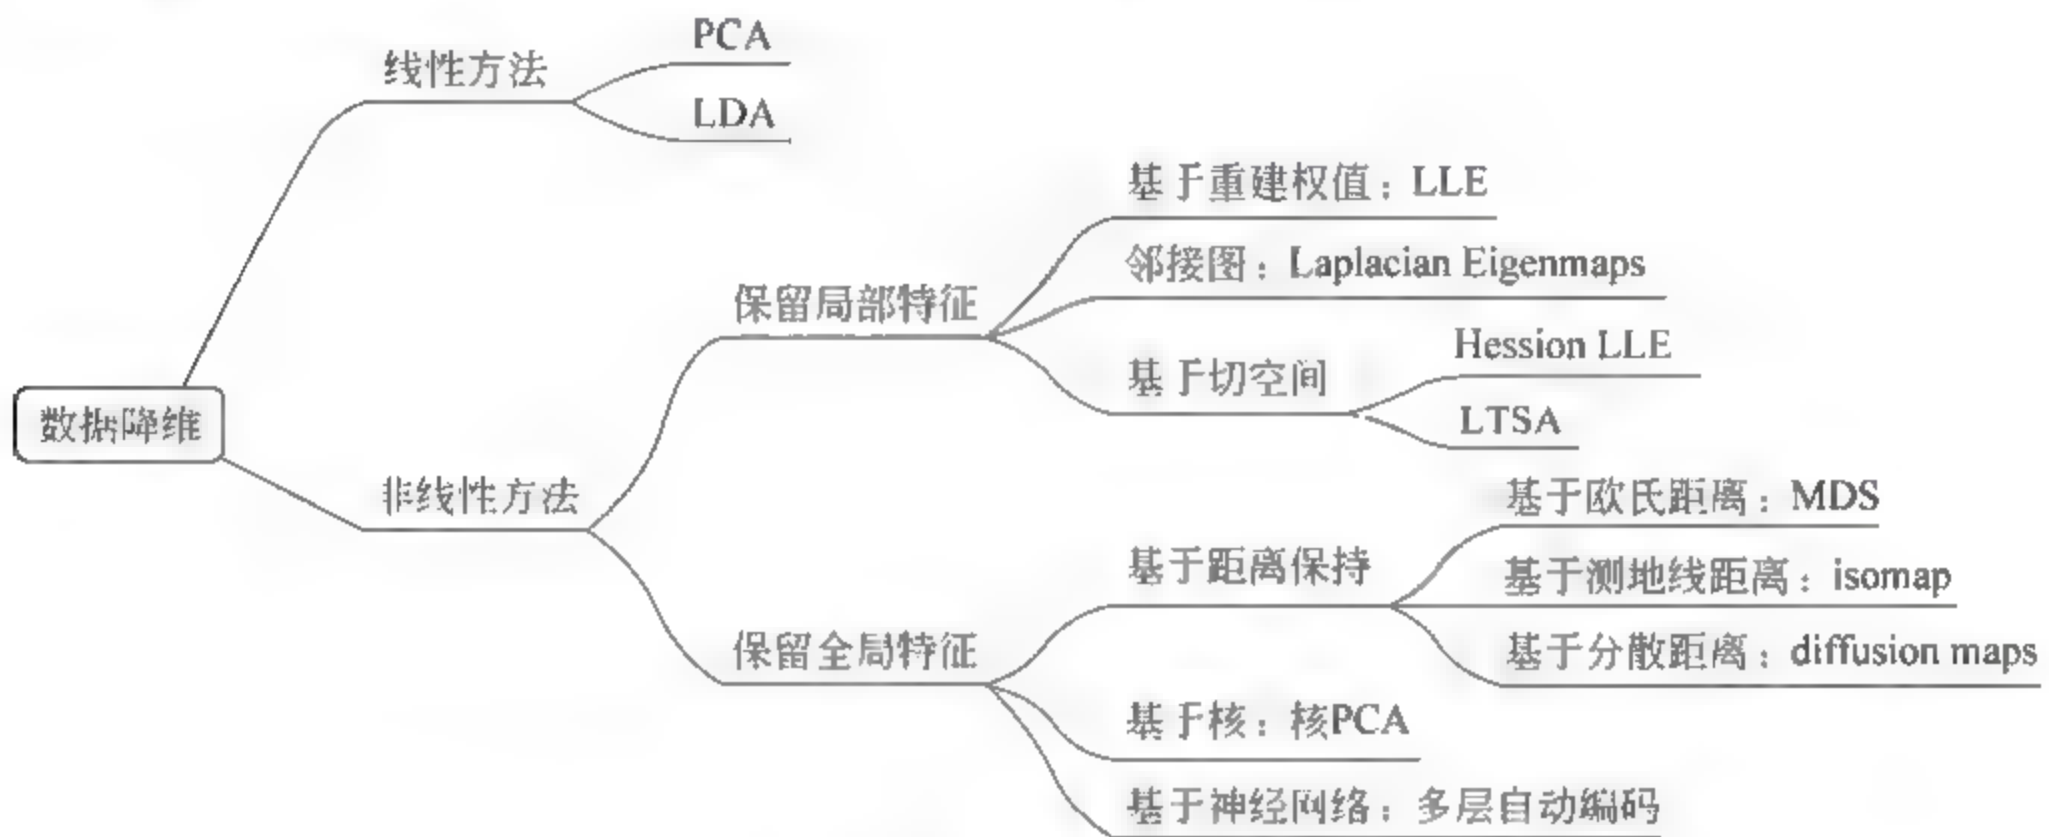 数据降维
线性方法
PCA
LDA
非线性方法
保留局部特征
基于重建权值：LLE
邻接图：Laplacian Eigenmaps
基于切空间
Hession LLE
LTSA
保留全局特征
基于距离保持
基于欧氏距离：MDS
基于测地线距离：isomap
基于分散距离：diffusion maps
基于核：核PCA
基于神经网络：多层自动编码